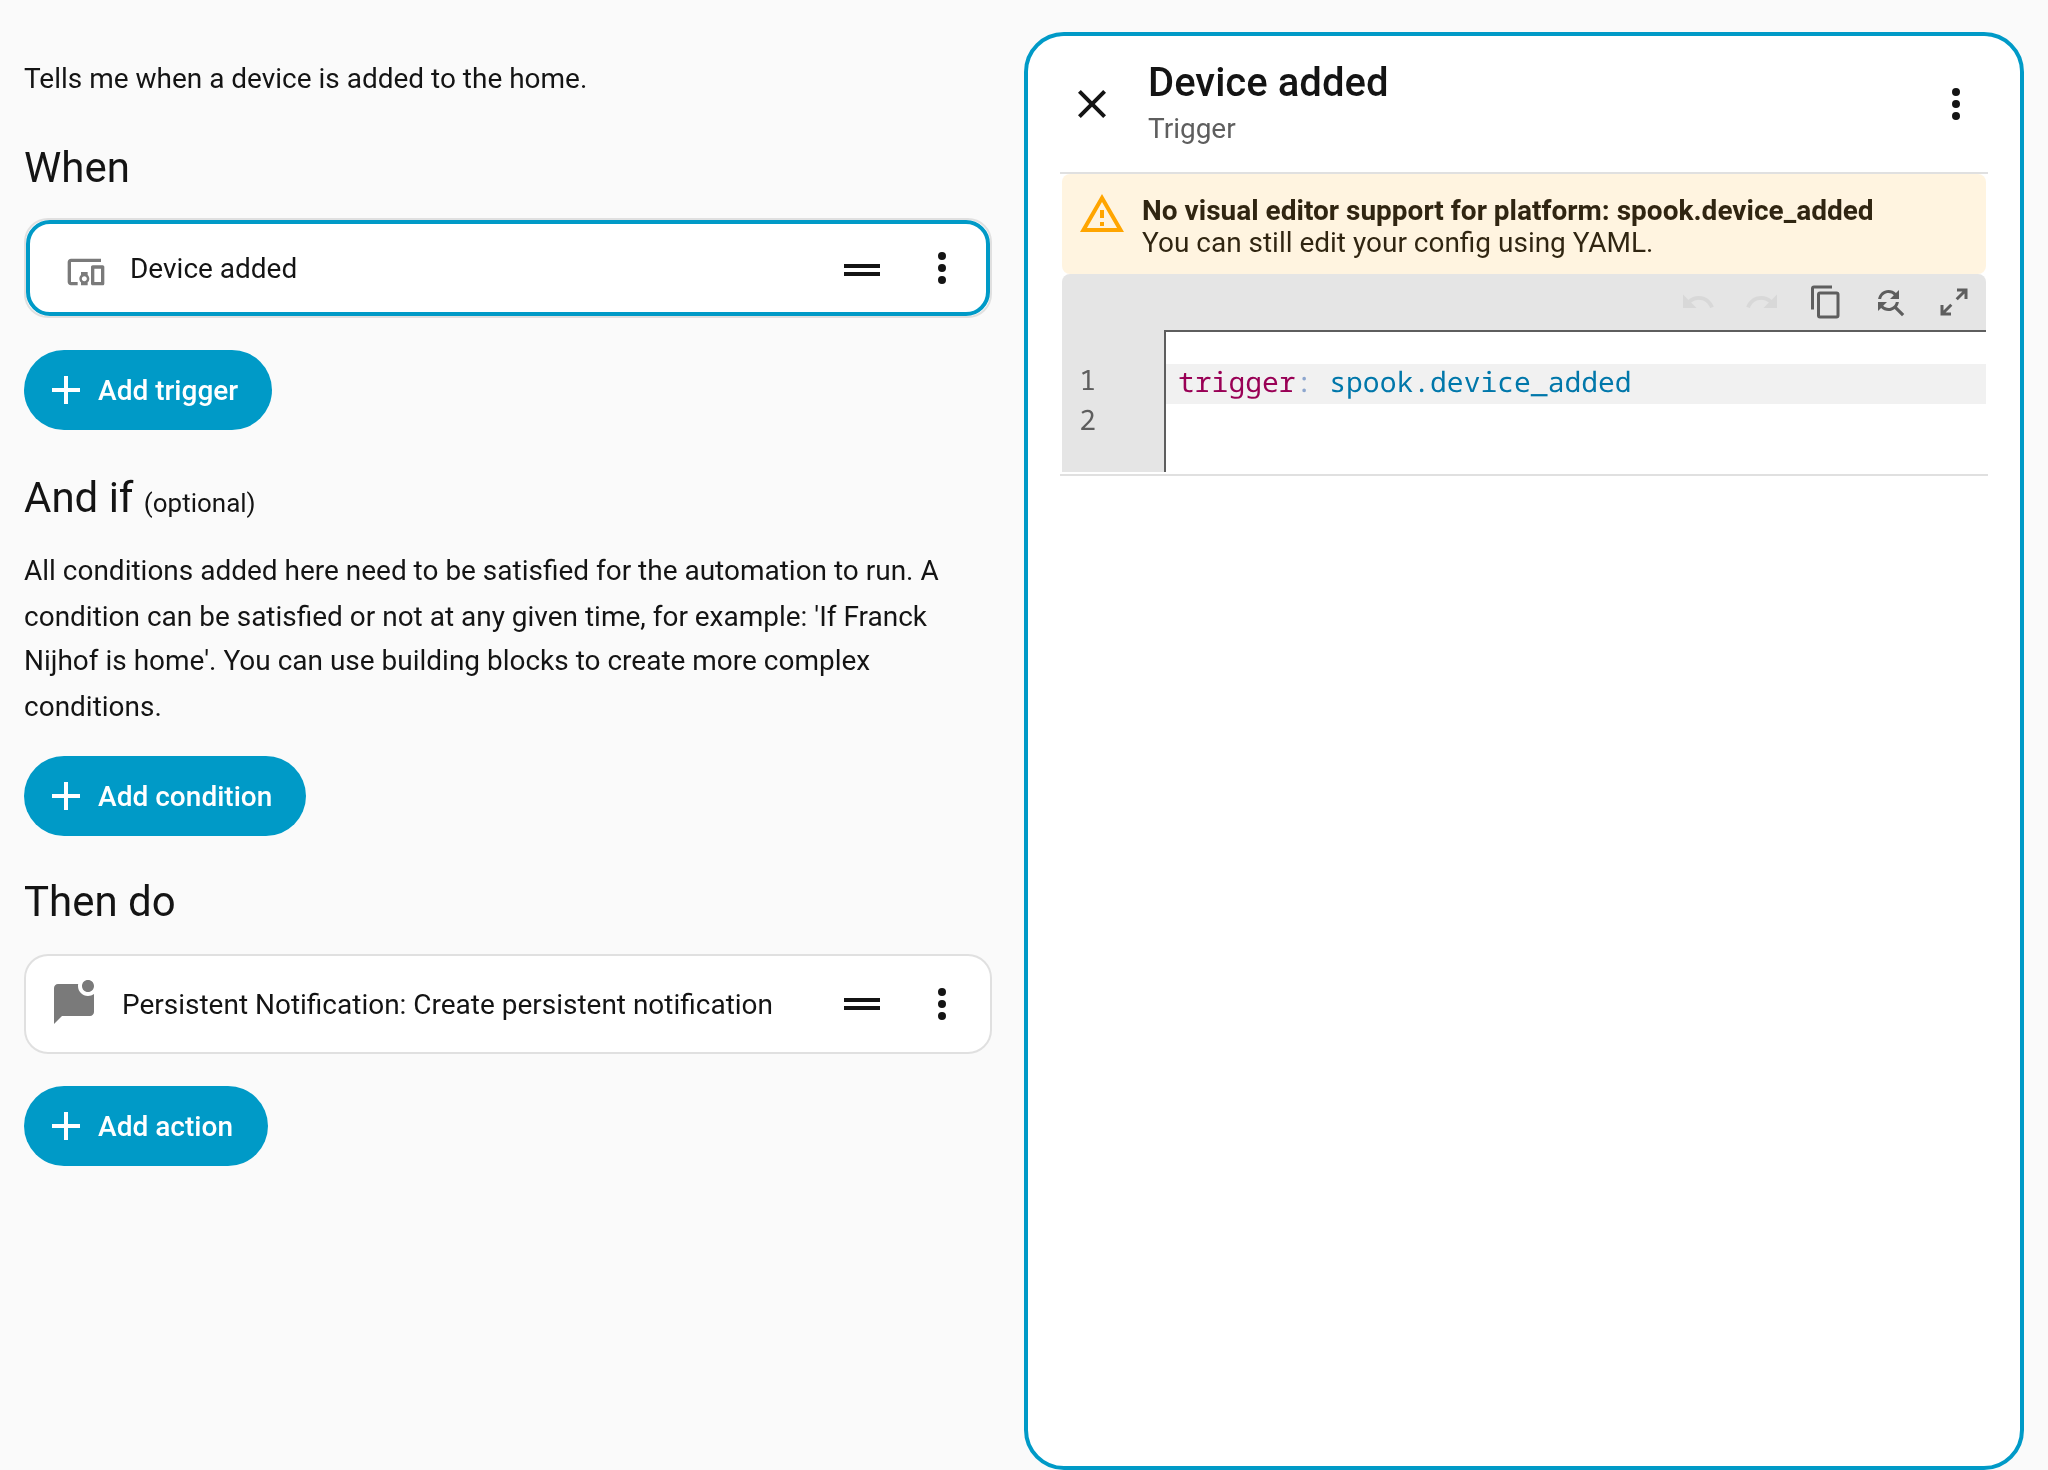 Tells me when a device is added to the home.
When
Device added
Add trigger
And if (optional)
All conditions added here need to be satisfied for the automation to run. A
condition can be satisfied or not at any given time, for example: 'If Franck
Nijhof is home'. You can use building blocks to create more complex
conditions.
Add condition
Then do
Persistent Notification: Create persistent notification
Add action
Device added
Trigger
No visual editor support for platform: spook.device_added
You can still edit your config using YAML.
1 trigger: spook.device_added
2